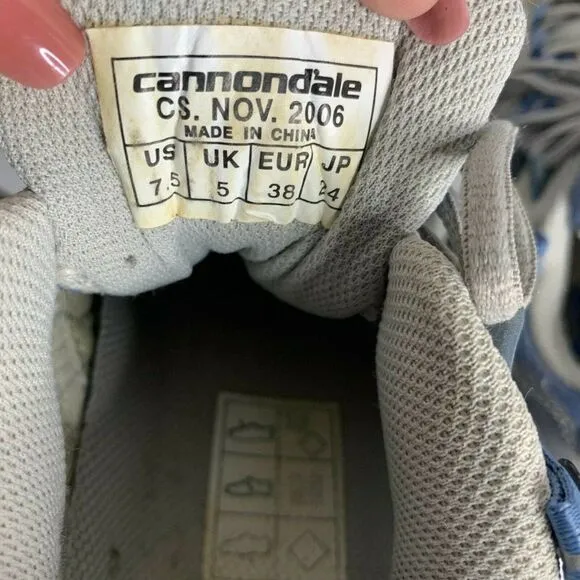 cannondale
CS. NOV. 2006
MADE IN CHINA
US UK EUR JP
7.5 5 38 24